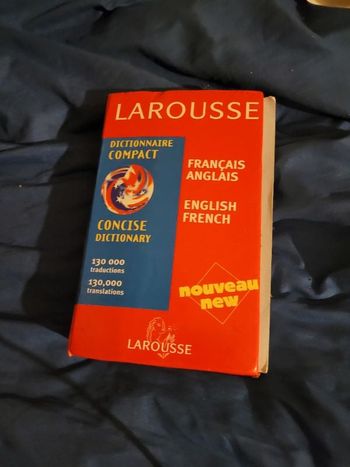 LAROUSSE
DICTIONNAIRE
COMPACT
CONCISE
DICTIONARY
130 000
traductions
130,000
translations
FRANÇAIS
ANGLAIS
ENGLISH
FRENCH
nouveau
new
LAROUSSE